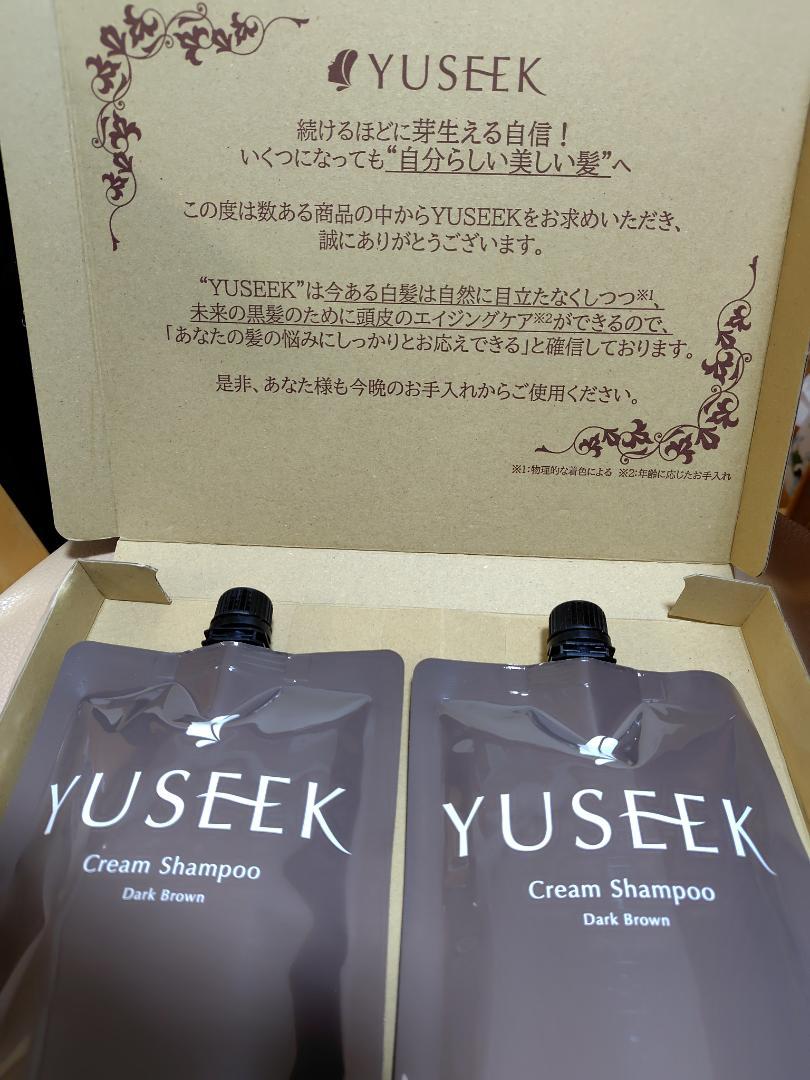 YUSEEK
続けるほどに芽生える自信！
いくつになっても“自分らしい美しい髪”へ
この度は数ある商品の中からYUSEEKをお求めいただき、
誠にありがとうございます。
“YUSEEK”は今ある白髪は自然に目立たなくしつつ※1、
未来の黒髪のために頭皮のエイジングケア※2ができるので、
「あなたの髪の悩みにしっかりとお応えできる」と確信しております。
是非、あなた様も今晩のお手入れからご使用ください。
※1:物理的な着色による ※2:年齢に応じたお手入れ
YUSEEK
Cream Shampoo
Dark Brown
YUSEEK
Cream Shampoo
Dark Brown